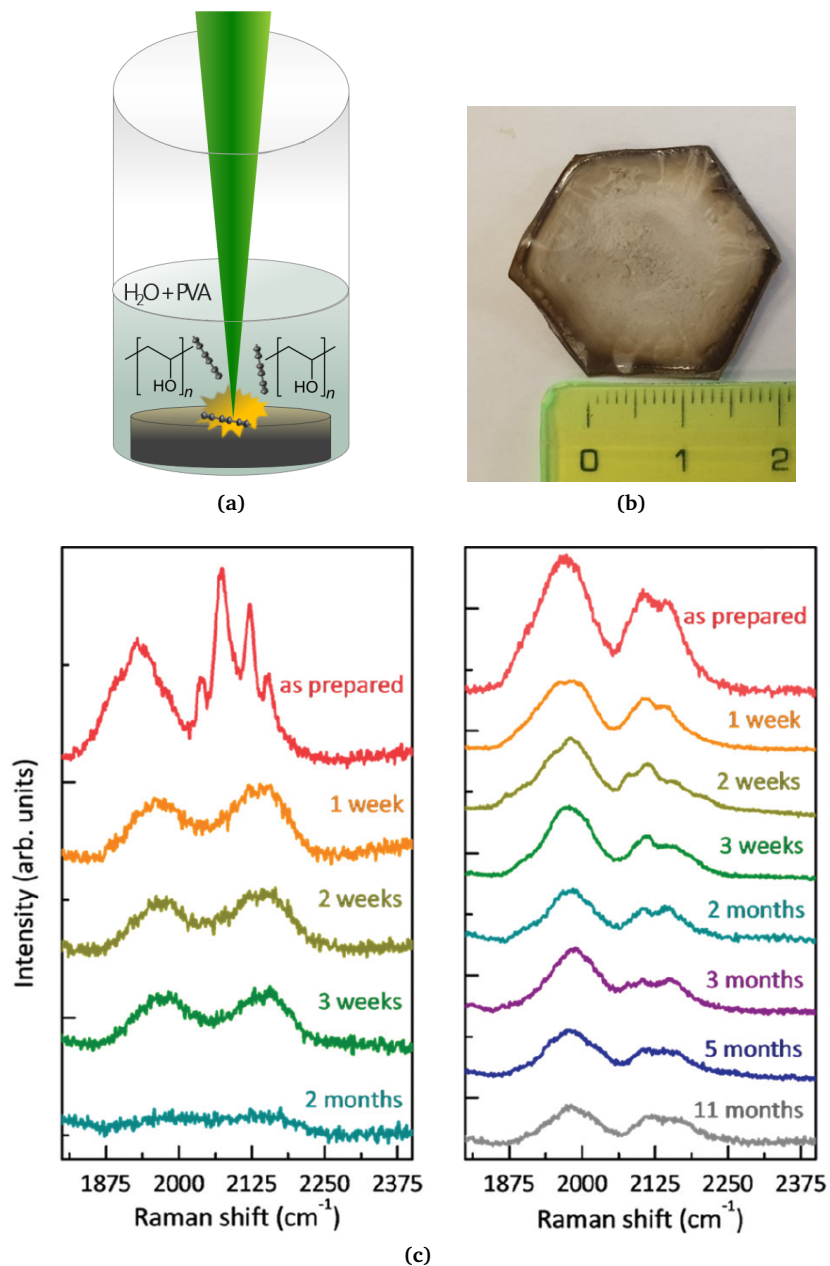 H₂O + PVA
HO
n
HO
n
(a)
0 1 2
(b)
Intensity (arb. units)
as prepared
1 week
2 weeks
3 weeks
2 months
1875 2000 2125 2250 2375
Raman shift (cm⁻¹)
as prepared
1 week
2 weeks
3 weeks
2 months
3 months
5 months
11 months
1875 2000 2125 2250 2375
Raman shift (cm⁻¹)
(c)